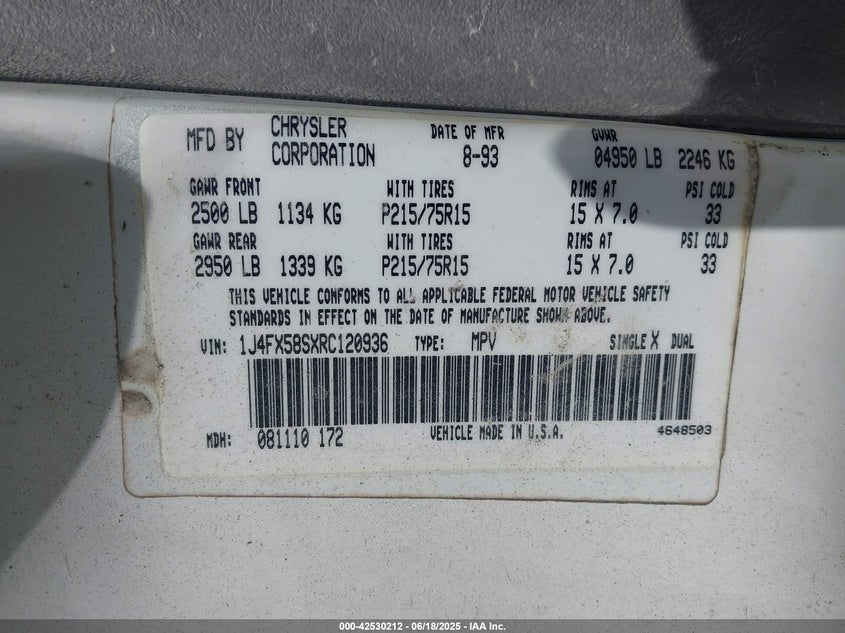 MFD BY CHRYSLER CORPORATION DATE OF MFR 8-93 GVWR 04950 LB 2246 KG
GAWR FRONT WITH TIRES RIMS AT PSI COLD
2500 LB 1134 KG P215/75R15 15 X 7.0 33
GAWR REAR WITH TIRES RIMS AT PSI COLD
2950 LB 1339 KG P215/75R15 15 X 7.0 33
THIS VEHICLE CONFORMS TO ALL APPLICABLE FEDERAL MOTOR VEHICLE SAFETY
STANDARDS IN EFFECT ON THE DATE OF MANUFACTURE SHOWN ABOVE.
VIN: 1J4FX58SXRC120936 TYPE: MPV SINGLE X DUAL
MDH: 081110 172 VEHICLE MADE IN U.S.A. 4648503
000-42530212 - 06/18/2025 - IAA Inc.